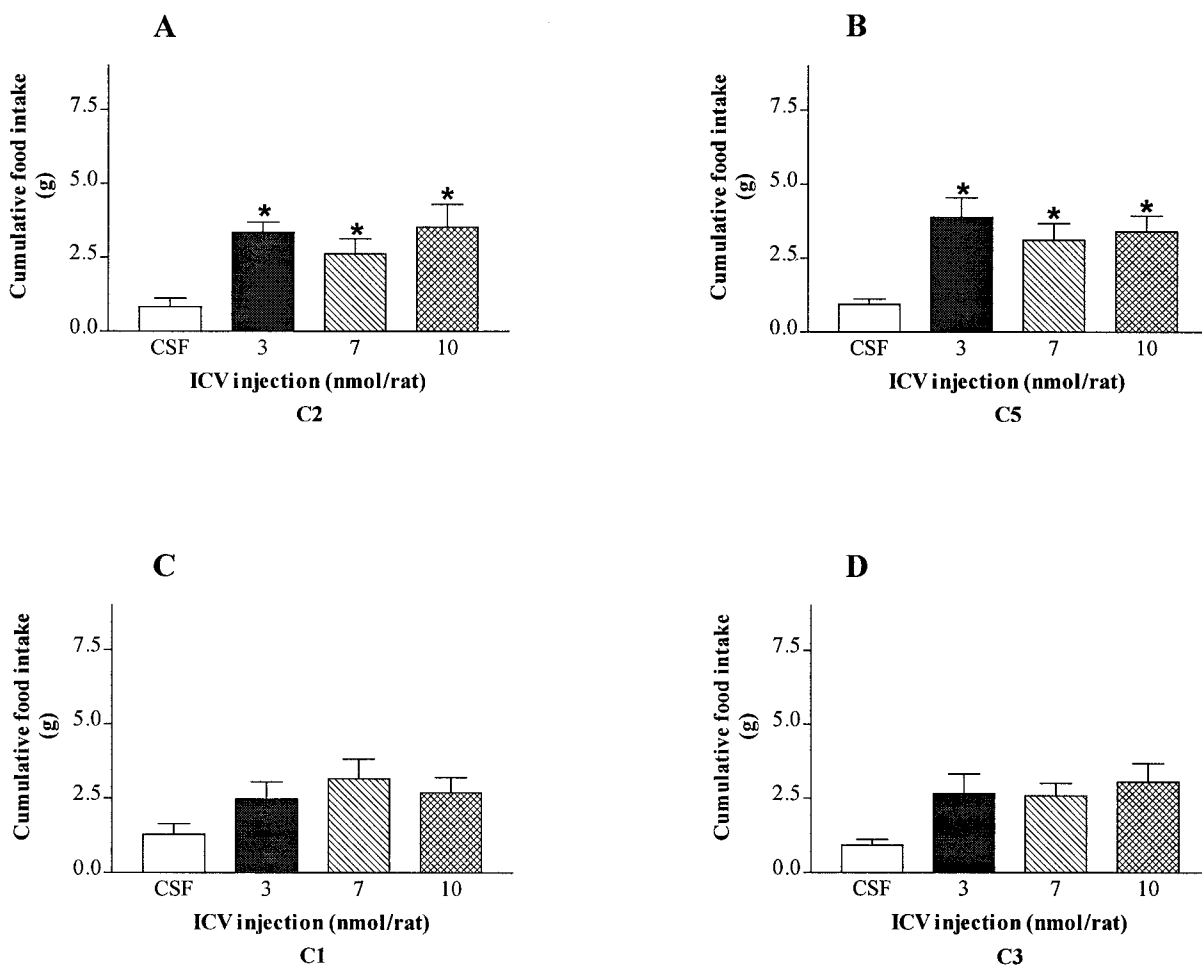 A
Cumulative food intake
(g)
7.5
5.0
2.5
0.0
*
*
*
CSF 3 7 10
ICV injection (nmol/rat)
C2
B
Cumulative food intake
(g)
7.5
5.0
2.5
0.0
*
*
*
CSF 3 7 10
ICV injection (nmol/rat)
C5
C
Cumulative food intake
(g)
7.5
5.0
2.5
0.0
CSF 3 7 10
ICV injection (nmol/rat)
C1
D
Cumulative food intake
(g)
7.5
5.0
2.5
0.0
CSF 3 7 10
ICV injection (nmol/rat)
C3